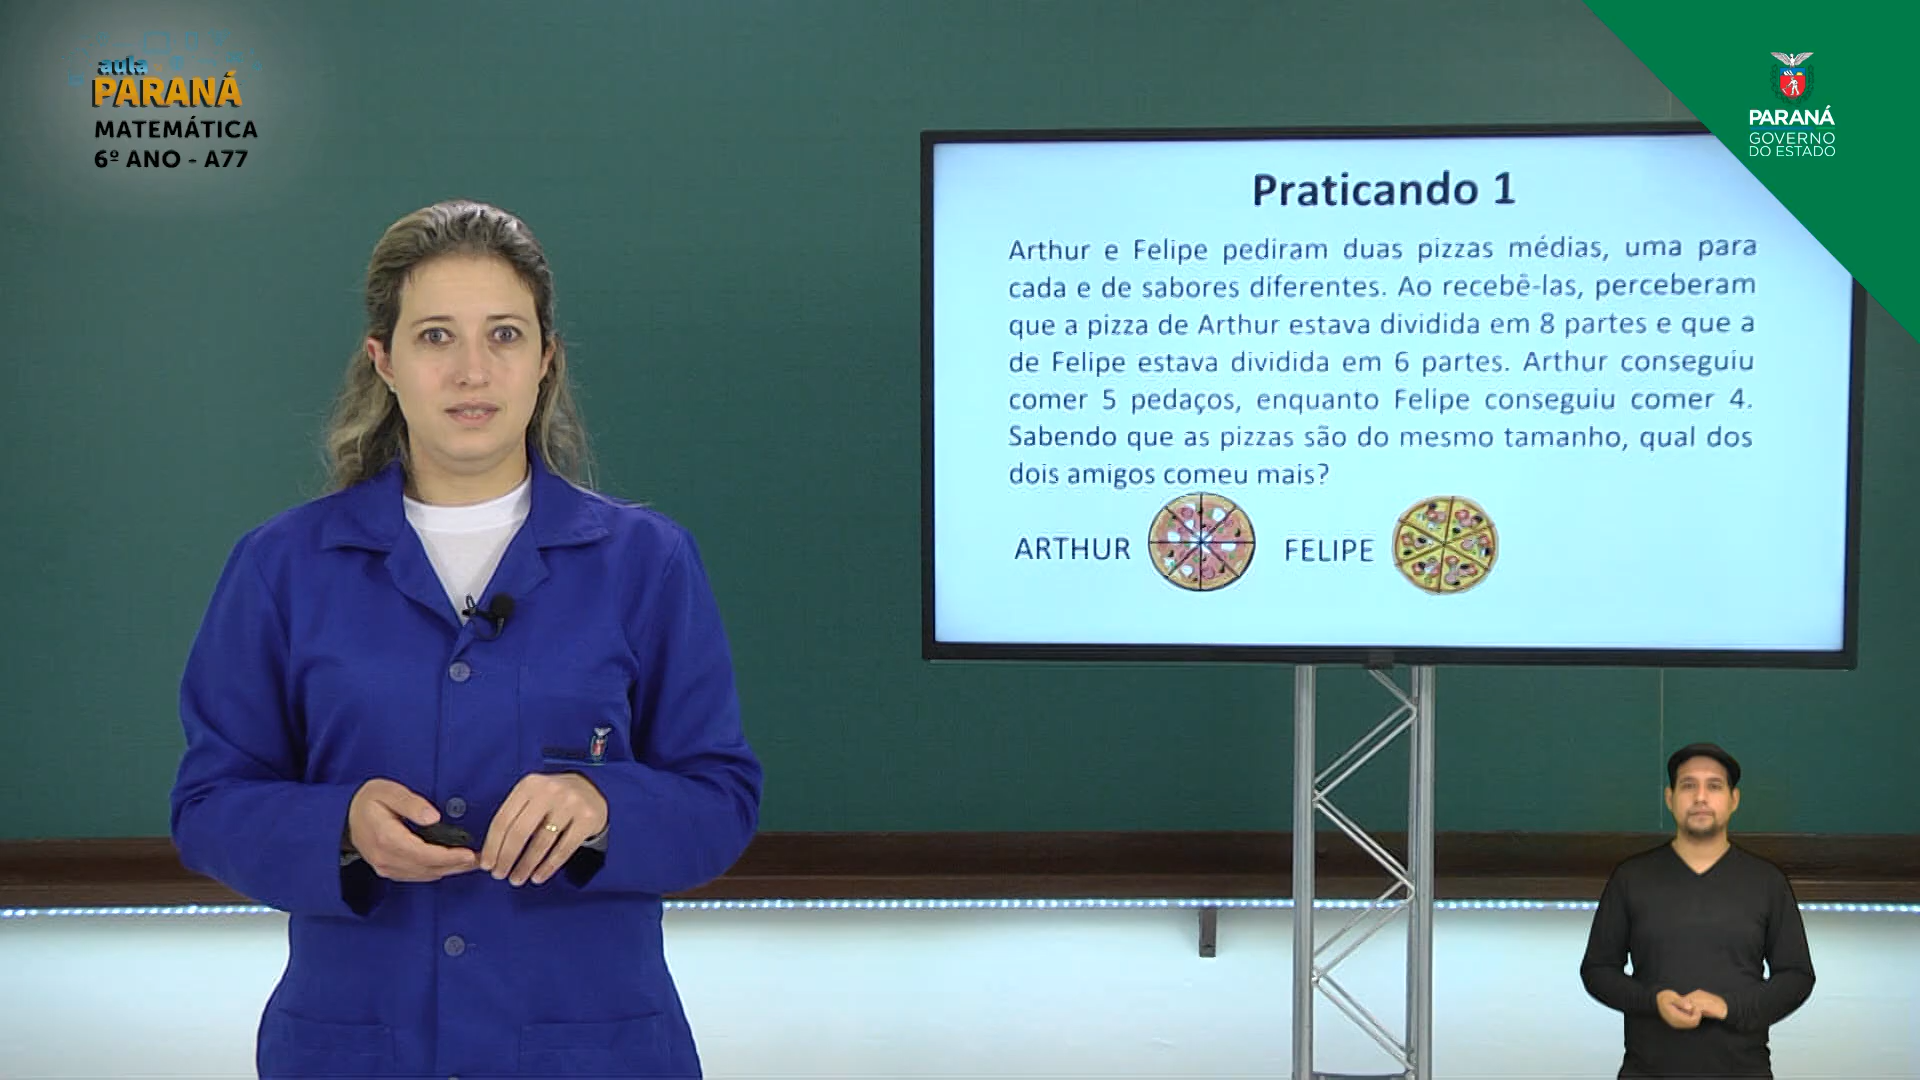 aula
PARANÁ
MATEMÁTICA
6º ANO - A77
PARANÁ
GOVERNO
DO ESTADO
Praticando 1
Arthur e Felipe pediram duas pizzas médias, uma para
cada e de sabores diferentes. Ao recebê-las, perceberam
que a pizza de Arthur estava dividida em 8 partes e que a
de Felipe estava dividida em 6 partes. Arthur conseguiu
comer 5 pedaços, enquanto Felipe conseguiu comer 4.
Sabendo que as pizzas são do mesmo tamanho, qual dos
dois amigos comeu mais?
ARTHUR FELIPE